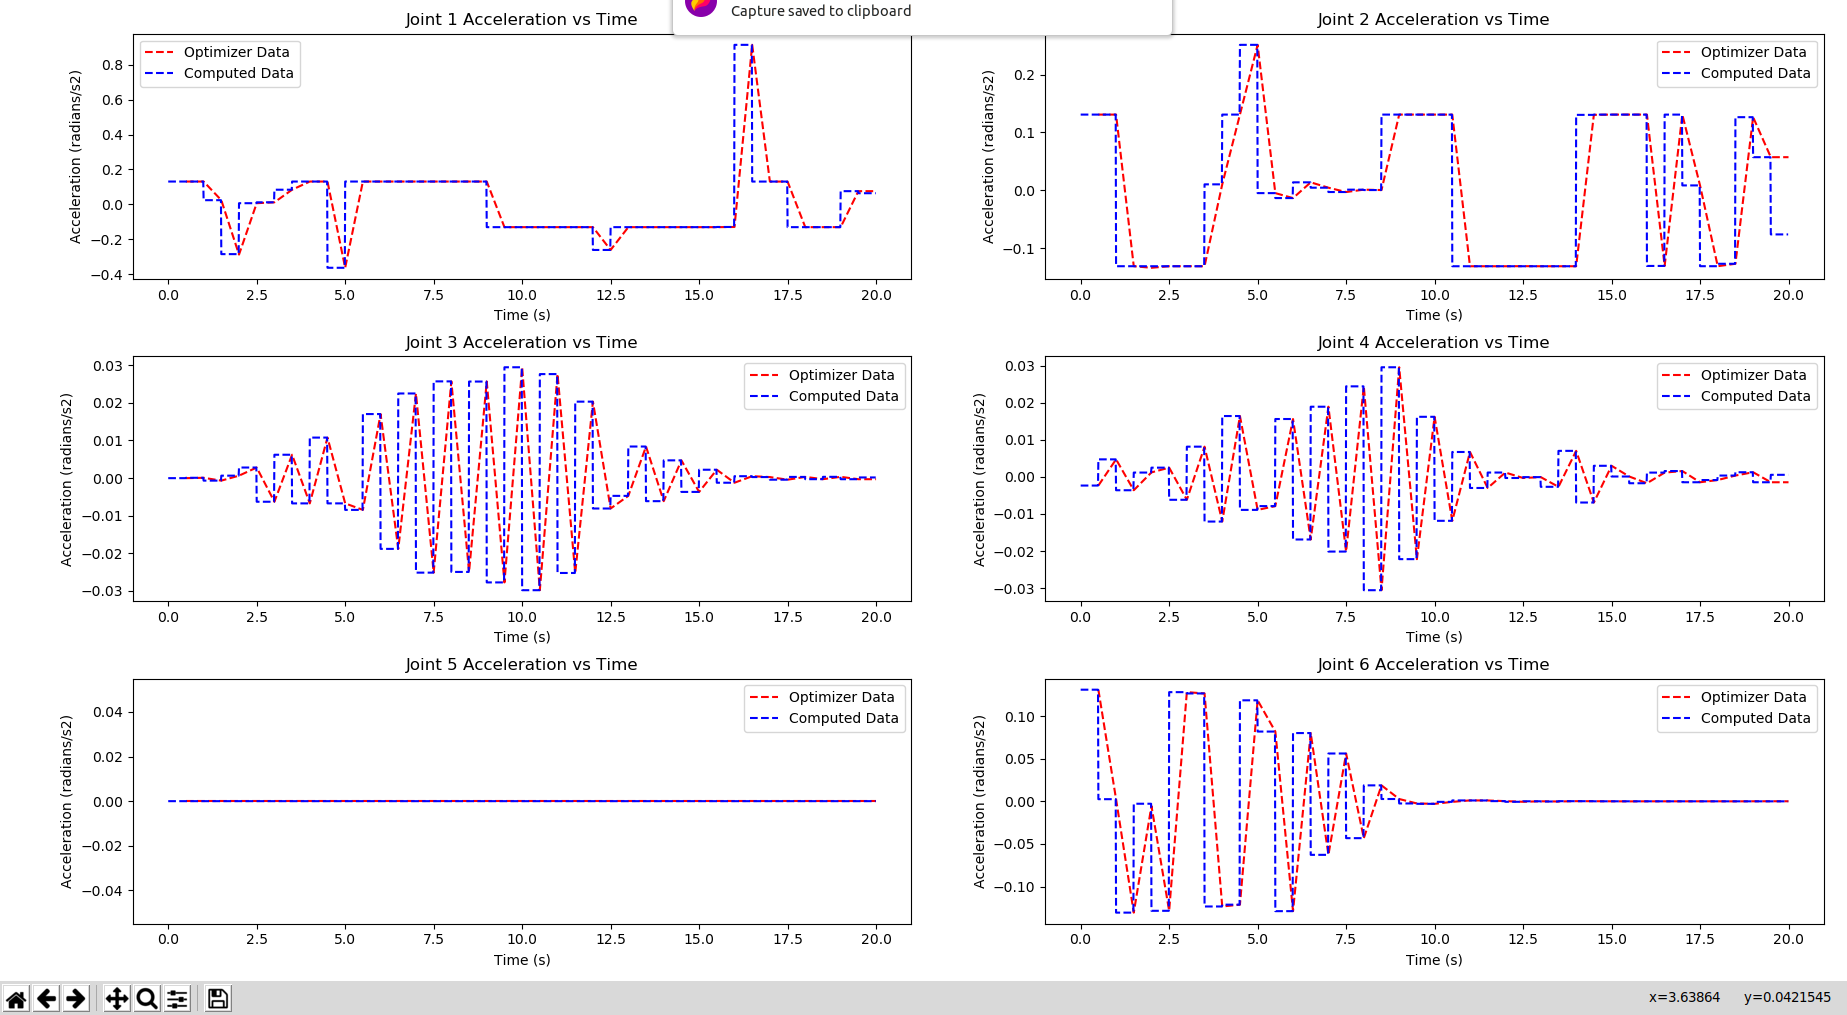 Capture saved to clipboard
Joint 1 Acceleration vs Time
Optimizer Data
Computed Data
Acceleration (radians/s2)
0.8
0.6
0.4
0.2
0.0
−0.2
−0.4
0.0 2.5 5.0 7.5 10.0 12.5 15.0 17.5 20.0
Time (s)
Joint 2 Acceleration vs Time
Optimizer Data
Computed Data
Acceleration (radians/s2)
0.2
0.1
0.0
−0.1
0.0 2.5 5.0 7.5 10.0 12.5 15.0 17.5 20.0
Time (s)
Joint 3 Acceleration vs Time
Optimizer Data
Computed Data
Acceleration (radians/s2)
0.03
0.02
0.01
0.00
−0.01
−0.02
−0.03
0.0 2.5 5.0 7.5 10.0 12.5 15.0 17.5 20.0
Time (s)
Joint 4 Acceleration vs Time
Optimizer Data
Computed Data
Acceleration (radians/s2)
0.03
0.02
0.01
0.00
−0.01
−0.02
−0.03
0.0 2.5 5.0 7.5 10.0 12.5 15.0 17.5 20.0
Time (s)
Joint 5 Acceleration vs Time
Optimizer Data
Computed Data
Acceleration (radians/s2)
0.04
0.02
0.00
−0.02
−0.04
0.0 2.5 5.0 7.5 10.0 12.5 15.0 17.5 20.0
Time (s)
Joint 6 Acceleration vs Time
Optimizer Data
Computed Data
Acceleration (radians/s2)
0.10
0.05
0.00
−0.05
−0.10
0.0 2.5 5.0 7.5 10.0 12.5 15.0 17.5 20.0
Time (s)
x=3.63864 y=0.0421545